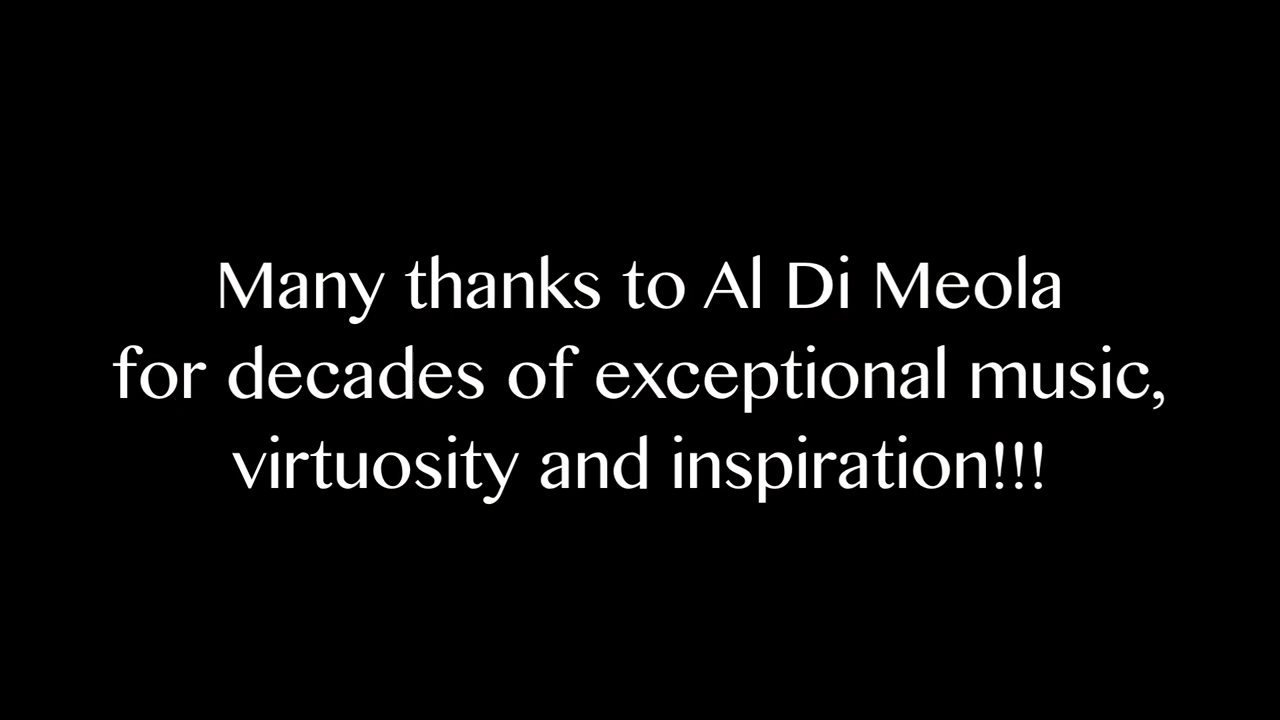 Many thanks to Al Di Meola
for decades of exceptional music,
virtuosity and inspiration!!!